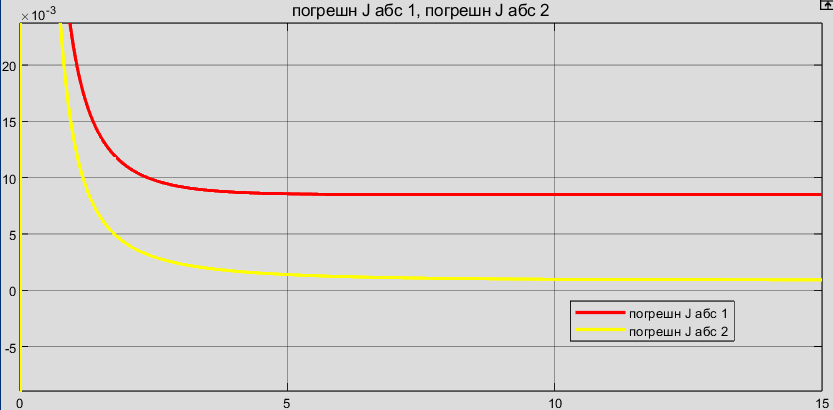 погрешн J абс 1, погрешн J абс 2
×10⁻³
20
15
10
5
0
-5
погрешн J абс 1
погрешн J абс 2
0 5 10 15